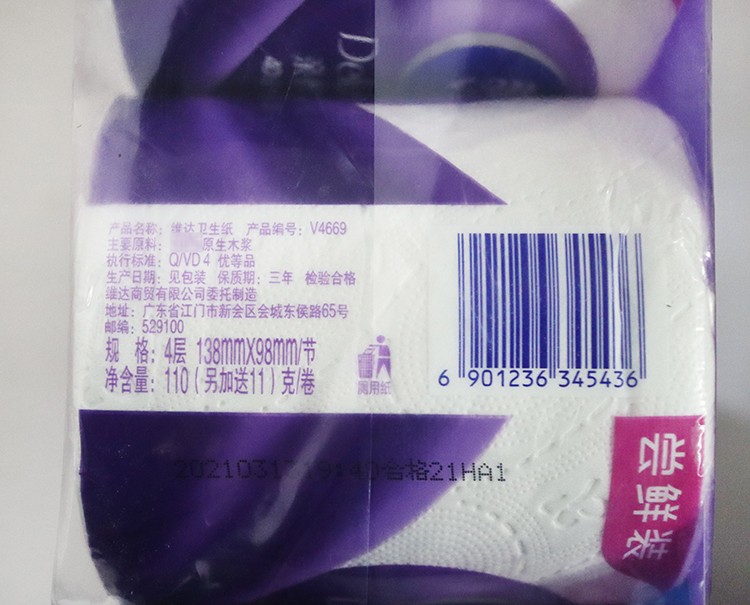 De
产品名称：维达卫生纸 产品编号：V4669
主要原料 原生木浆
执行标准：Q/VD 4 优等品
生产日期：见包装 保质期：三年 检验合格
维达商贸有限公司委托制造
地址：广东省江门市新会区会城东侯路65号
邮编：529100
规 格：4层 138mmX98mm/节
净含量：110（另加送11）克/卷
厕用纸
6 901236 345436
尝鲜装
合格21HA1